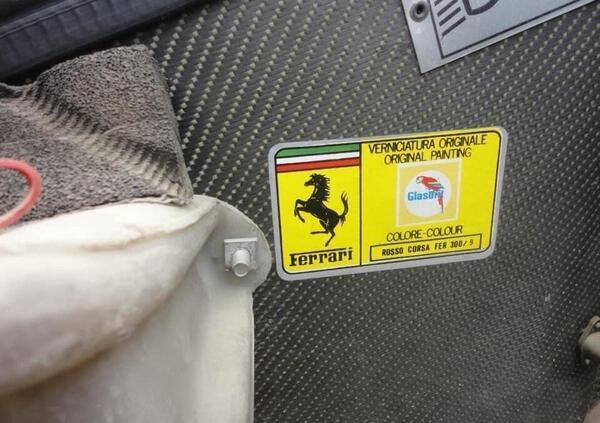 VERNICIATURA ORIGINALE
ORIGINAL PAINTING
Glasurit
COLORE-COLOUR
ROSSO CORSA FER 300/9
Ferrari